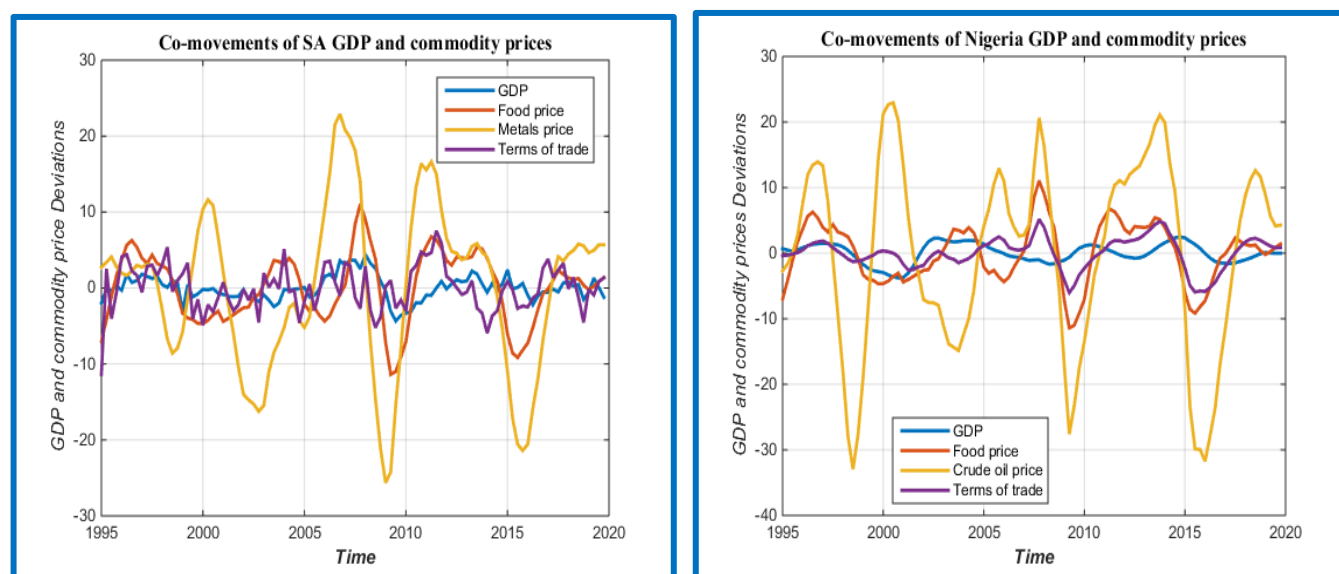 Co-movements of SA GDP and commodity prices
GDP and commodity price Deviations
30
20
10
0
-10
-20
-30
GDP
Food price
Metals price
Terms of trade
1995
2000
2005
2010
2015
2020
Time
Co-movements of Nigeria GDP and commodity prices
GDP and commodity prices Deviations
30
20
10
0
-10
-20
-30
-40
GDP
Food price
Crude oil price
Terms of trade
1995
2000
2005
2010
2015
2020
Time